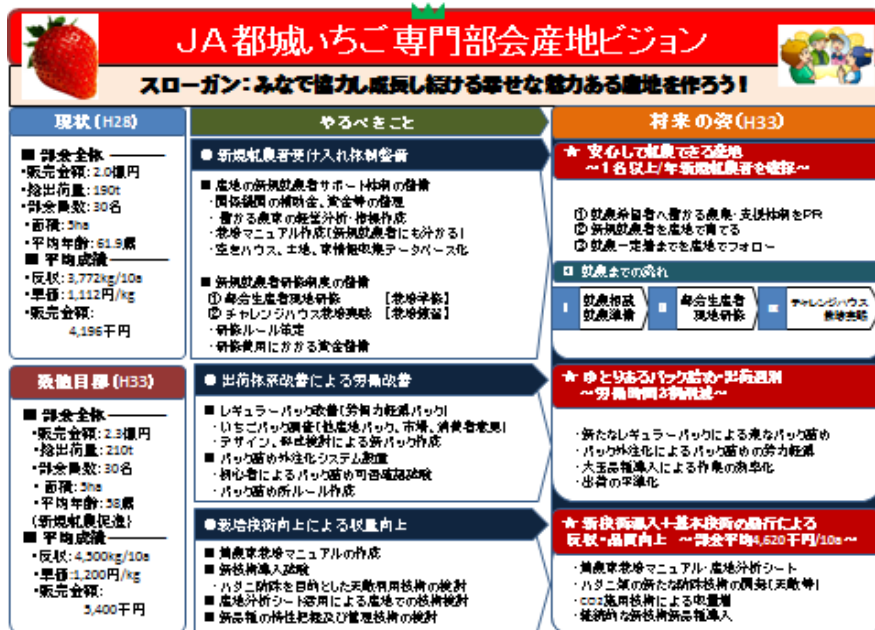 JA都城いちご専門部会産地ビジョン
スローガン:みなで協力し成長し続ける幸せな魅力ある産地を作ろう!
現状(H28)
■ 部会全体
・販売金額:2.0億円
・総出荷量:190t
・部会員数:30名
・面積:5ha
・平均年齢:61.9歳
■ 平均成績
・反収:3,772kg/10a
・単価:1,112円/kg
・販売金額:
4,196千円
数値目標(H33)
■ 部会全体
・販売金額:2.3億円
・総出荷量:210t
・部会員数:30名
・面積:5ha
・平均年齢:58歳
(新規就農促進)
■ 平均成績
・反収:4,500kg/10a
・単価:1,200円/kg
・販売金額:
5,400千円
やるべきこと
● 新規就農者受け入れ体制整備
■ 産地の新規就農者サポート体制の整備
・関係機関の補助金、資金等の整理
・儲かる農家の経営分析・指標作成
・栽培マニュアル作成(新規就農者にも分かる)
・空きハウス、土地、家情報収集データベース化
■ 新規就農者研修制度の整備
① 部会生産者現地研修 【栽培学修】
② チャレンジハウス栽培実践 【栽培練習】
・研修ルール策定
・研修費用にかかる資金整備
● 出荷体系改善による労働改善
■ レギュラーパック改善(労働力軽減パック)
・いちごパック調査(他産地パック、市場、消費者意見)
・デザイン、形式検討による新パック作成
■ パック詰め外注化システム設置
・初心者によるパック詰め可否確認試験
・パック詰め所ルール作成
●栽培技術向上による収量向上
■ 篤農家栽培マニュアルの作成
■ 新技術導入試験
・ハダニ防除を目的とした天敵利用技術の検討
■ 産地分析シート活用による産地での技術検討
■ 新品種の特性把握及び管理技術の検討
将来の姿(H33)
★ 安心して就農できる産地
~1名以上/年新規就農者を確保~
① 就農希望者へ儲かる農業・支援体制をPR
② 新規就農者を産地で育てる
③ 就農~定着までを産地でフォロー
就農までの流れ
Ⅰ 就農相談
就農準備
Ⅱ 部会生産者
現地研修
Ⅲ チャレンジハウス
栽培実践
★ ゆとりあるパック詰め・出荷選別
~労働時間3割削減~
・新たなレギュラーパックによる楽なパック詰め
・パック外注化によるパック詰めの労力軽減
・大玉品種導入による作業の効率化
・出荷の平準化
★ 新技術導入+基本技術の励行による
反収・品質向上 ~部会平均4,620千円/10a~
・篤農家栽培マニュアル・産地分析シート
・ハダニ類の新たな防除技術の開発(天敵等)
・CO2施用技術による収量増
・継続的な新技術新品種導入